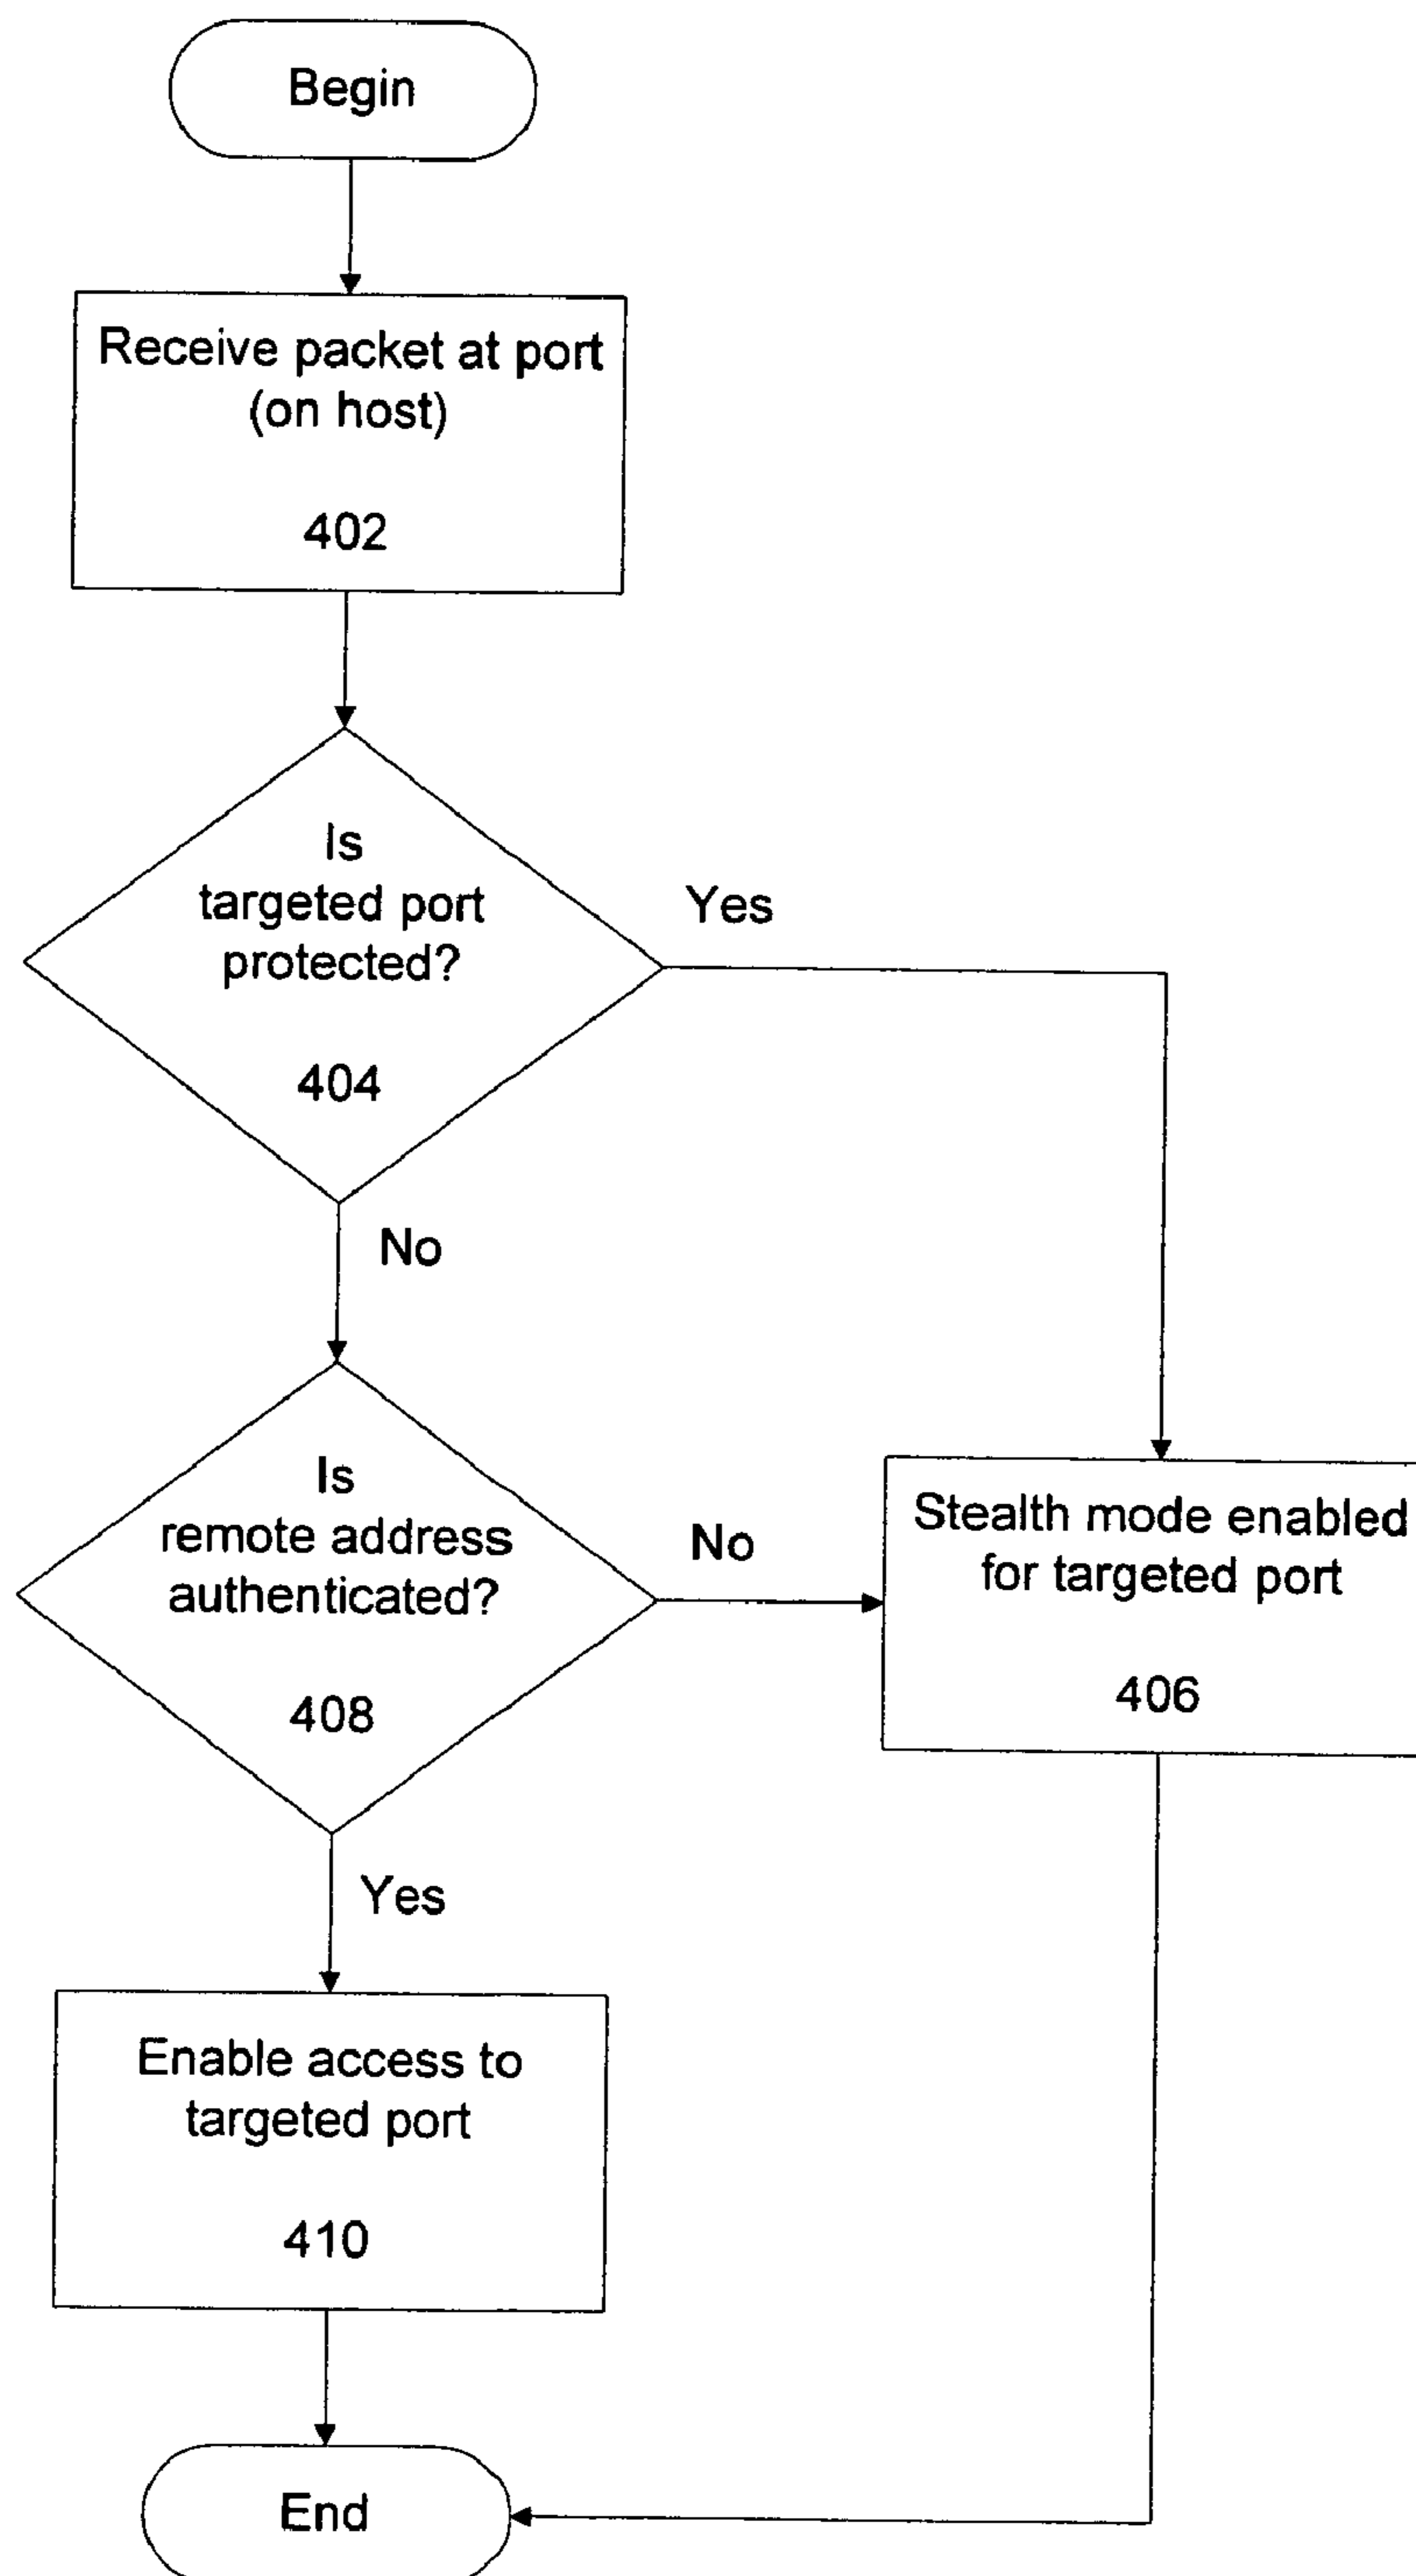 Begin
Receive packet at port
(on host)
402
Is
targeted port
protected?
404
Yes
No
Is
remote address
authenticated?
408
No
Stealth mode enabled
for targeted port
406
Yes
Enable access to
targeted port
410
End